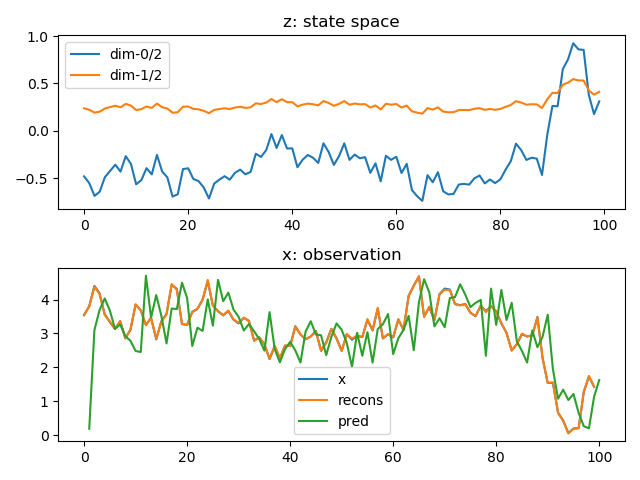 z: state space
1.0
0.5
0.0
−0.5
dim-0/2
dim-1/2
0 20 40 60 80 100
x: observation
4
3
2
1
0
x
recons
pred
0 20 40 60 80 100